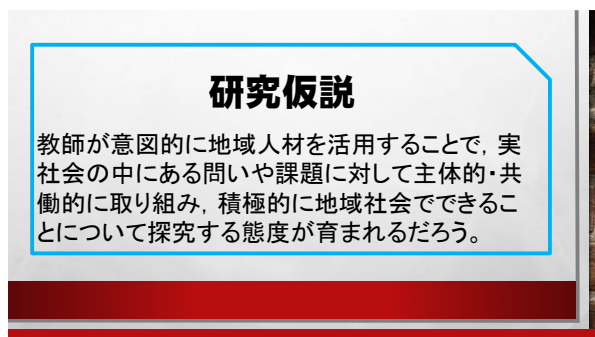 研究仮説
教師が意図的に地域人材を活用することで，実
社会の中にある問いや課題に対して主体的・共
働的に取り組み，積極的に地域社会でできるこ
とについて探究する態度が育まれるだろう。